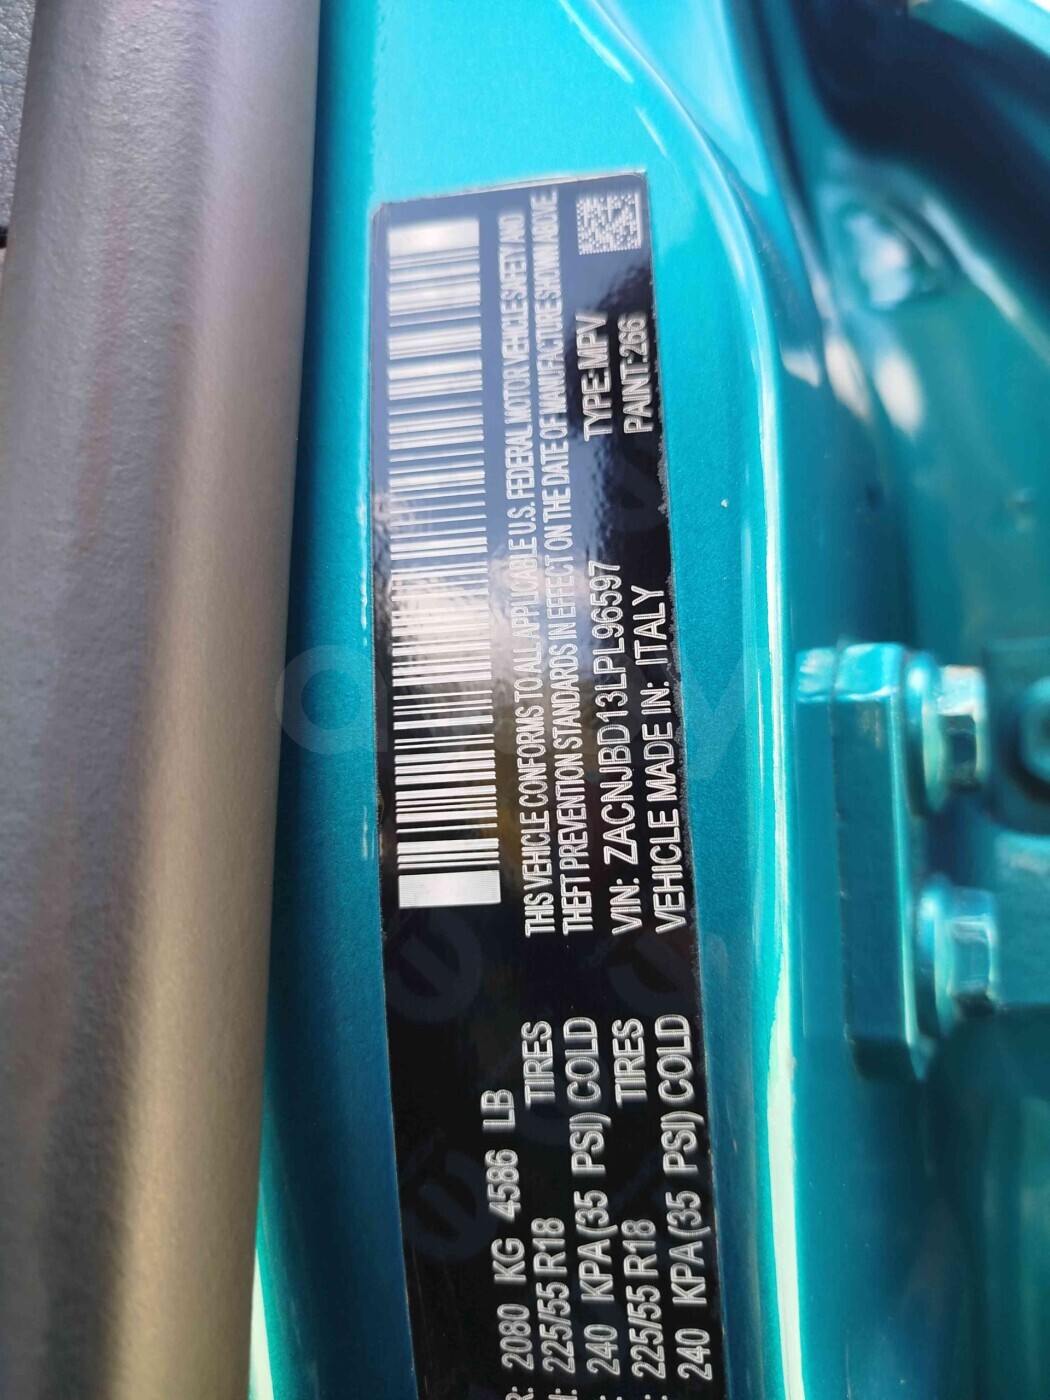 THIS VEHICLE CONFORMS TO ALL APPLICABLE U.S. FEDERAL MOTOR VEHICLE SAFETY AND
THEFT PREVENTION STANDARDS IN EFFECT ON THE DATE OF MANUFACTURE SHOWN ABOVE
VIN: ZACNJBD13LPL96597
TYPE: MPV
VEHICLE MADE IN: ITALY
PAINT: 266
2080 KG 4586 LB
225/55 R18 TIRES
240 KPA (35 PSI) COLD
225/55 R18 TIRES
240 KPA (35 PSI) COLD